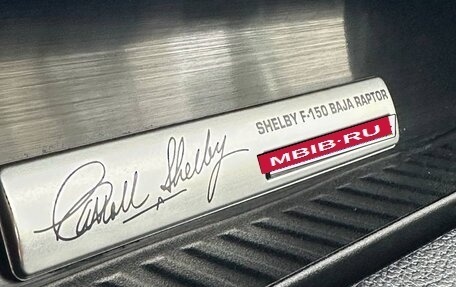 SHELBY F-150 BAJA RAPTOR
MBIB·RU
Carroll Shelby